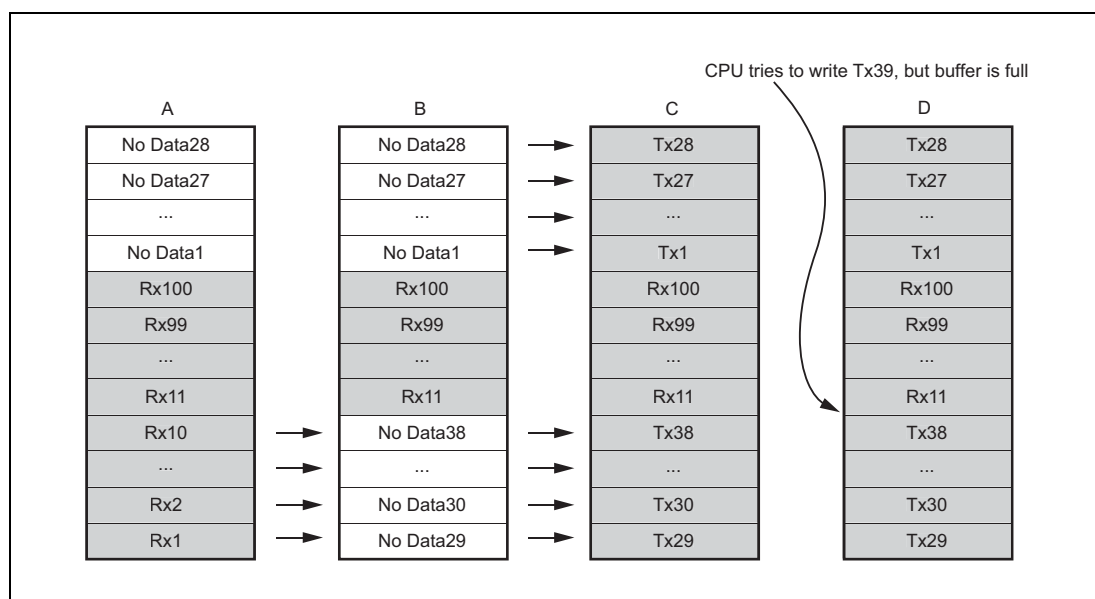 CPU tries to write Tx39, but buffer is full
A
No Data28
No Data27
...
No Data1
Rx100
Rx99
...
Rx11
Rx10
...
Rx2
Rx1
B
No Data28
No Data27
...
No Data1
Rx100
Rx99
...
Rx11
No Data38
...
No Data30
No Data29
C
Tx28
Tx27
...
Tx1
Rx100
Rx99
...
Rx11
Tx38
...
Tx30
Tx29
D
Tx28
Tx27
...
Tx1
Rx100
Rx99
...
Rx11
Tx38
...
Tx30
Tx29